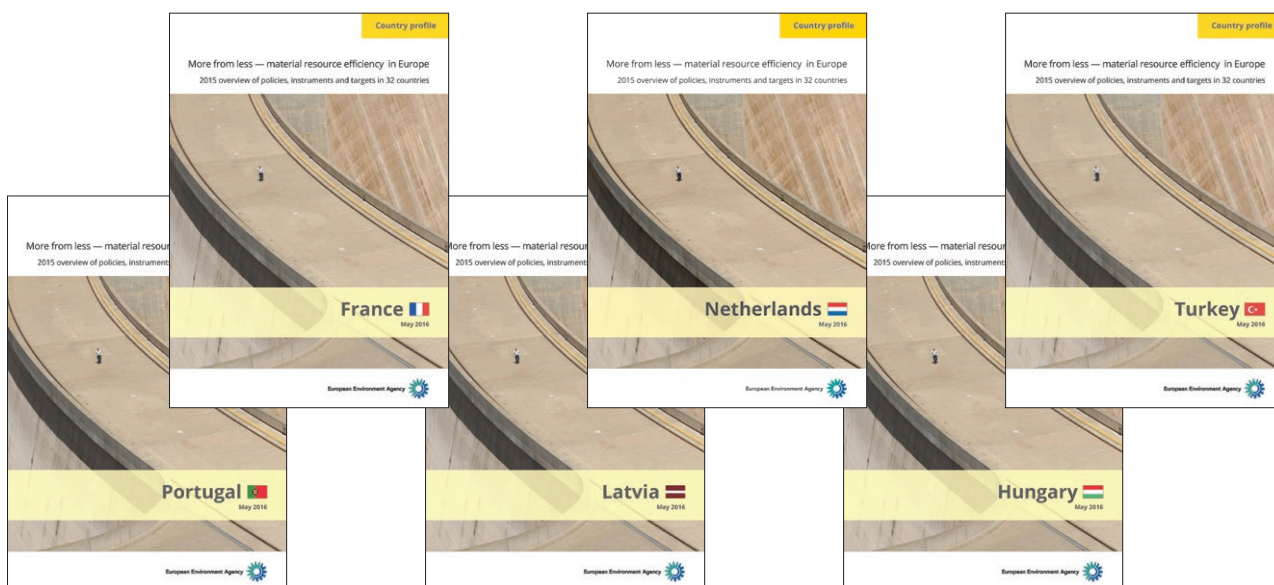 Country profile
More from less — material resource efficiency in Europe
2015 overview of policies, instruments and targets in 32 countries
France
May 2016
European Environment Agency
Country profile
More from less — material resource efficiency in Europe
2015 overview of policies, instruments and targets in 32 countries
Netherlands
May 2016
European Environment Agency
Country profile
More from less — material resource efficiency in Europe
2015 overview of policies, instruments and targets in 32 countries
Turkey
May 2016
European Environment Agency
More from less — material resour
2015 overview of policies, instruments
Portugal
May 2016
European Environment Agency
More from less — material resour
2015 overview of policies, instruments
Latvia
May 2016
European Environment Agency
More from less — material resour
2015 overview of policies, instruments
Hungary
May 2016
European Environment Agency